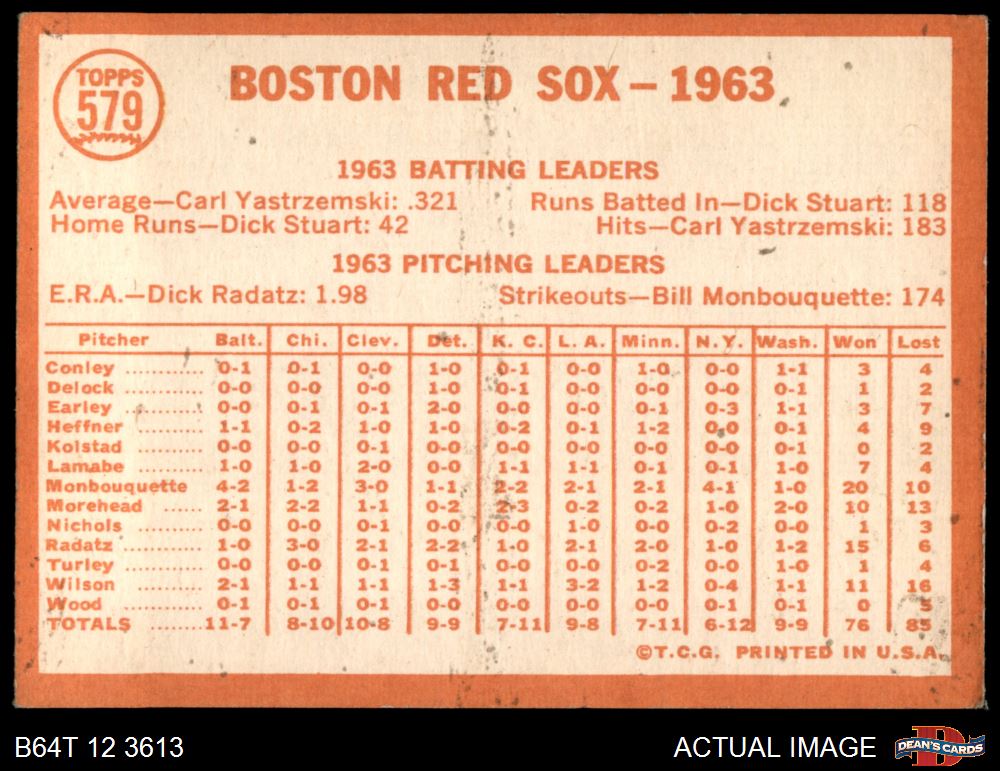 TOPPS
579
BOSTON RED SOX — 1963
1963 BATTING LEADERS
Average—Carl Yastrzemski: .321 Runs Batted In—Dick Stuart: 118
Home Runs—Dick Stuart: 42 Hits—Carl Yastrzemski: 183
1963 PITCHING LEADERS
E.R.A.—Dick Radatz: 1.98 Strikeouts—Bill Monbouquette: 174
Pitcher Balt. Chi. Clev. Det. K. C. L. A. Minn. N. Y. Wash. Won Lost
Conley ............ 0-1 0-1 0-0 1-0 0-1 0-0 1-0 0-0 1-1 3 4
Delock ............ 0-0 0-0 0-0 1-0 0-1 0-0 0-0 0-0 0-0 1 2
Earley ............ 0-0 0-1 0-1 2-0 0-0 0-0 0-1 0-3 1-1 3 7
Heffner .......... 1-1 0-2 1-0 1-0 0-2 0-1 1-2 0-0 0-1 4 9
Kolstad .......... 0-0 0-0 0-1 0-0 0-0 0-0 0-1 0-0 0-0 0 2
Lamabe .......... 1-0 1-0 2-0 0-0 1-1 1-1 0-1 0-1 1-0 7 4
Monbouquette 4-2 1-2 3-0 1-1 2-2 2-1 2-1 4-1 1-0 20 10
Morehead ...... 2-1 2-2 1-1 0-2 2-3 0-2 0-2 1-0 2-0 10 13
Nichols .......... 0-0 0-0 0-1 0-0 0-0 1-0 0-0 0-2 0-0 1 3
Radatz ............ 1-0 3-0 2-1 2-2 1-0 2-1 2-0 1-0 1-2 15 6
Turley ............ 0-0 0-0 0-1 0-1 0-0 0-0 0-2 0-0 1-0 1 4
Wilson ............ 2-1 1-1 1-1 1-3 1-1 3-2 1-2 0-4 1-1 11 16
Wood .............. 0-1 0-1 0-1 0-0 0-0 0-0 0-0 0-1 0-1 0 5
TOTALS ........ 11-7 8-10 10-8 9-9 7-11 9-8 7-11 6-12 9-9 76 85
©T.C.G. PRINTED IN U.S.A.
B64T 12 3613 ACTUAL IMAGE D DEAN'S CARDS